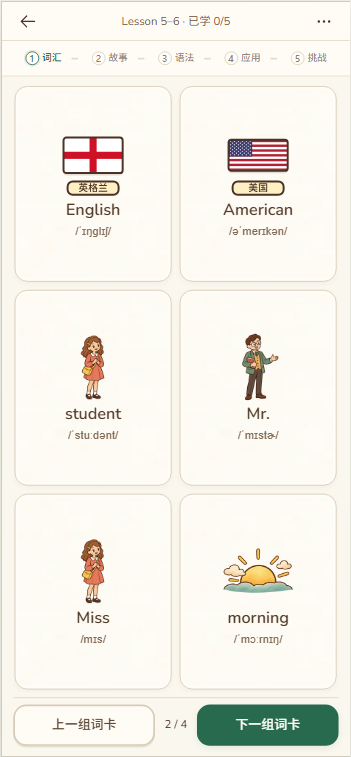 Lesson 5-6 · 已学 0/5
1 词汇 – 2 故事 – 3 语法 – 4 应用 – 5 挑战
英格兰 美国
English American
/ˈɪŋɡlɪʃ/ /əˈmerɪkən/
student Mr.
/ˈstuːdənt/ /ˈmɪstɚ/
Miss morning
/mɪs/ /ˈmɔːrnɪŋ/
上一组词卡 2 / 4 下一组词卡